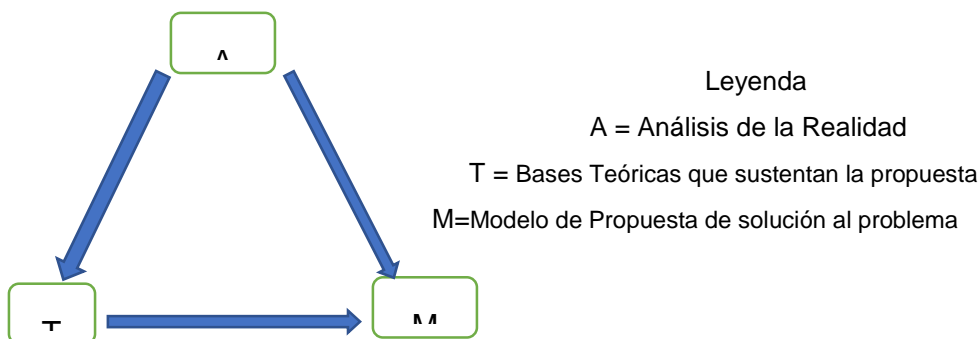 A
Leyenda
A = Análisis de la Realidad
T = Bases Teóricas que sustentan la propuesta
M=Modelo de Propuesta de solución al problema
T
M